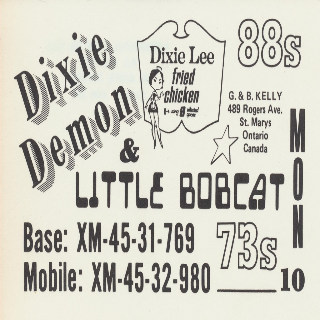 Dixie
Demon
&
LITTLE BOBCAT
Dixie Lee
fried
chicken
88s
G. & B. KELLY
489 Rogers Ave.
St. Marys
Ontario
Canada
MON
Base: XM-45-31-769
Mobile: XM-45-32-980
73s
10